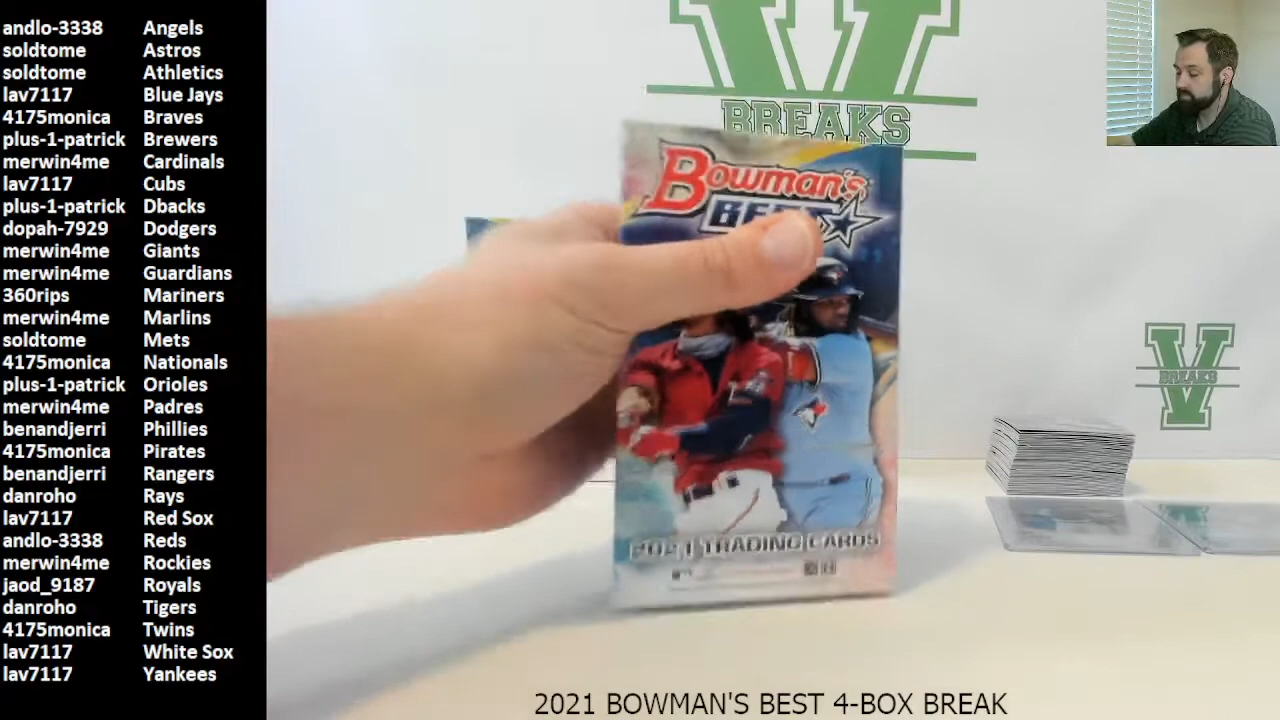 andlo-3338 Angels
soldtome Astros
soldtome Athletics
lav7117 Blue Jays
4175monica Braves
plus-1-patrick Brewers
merwin4me Cardinals
lav7117 Cubs
plus-1-patrick Dbacks
dopah-7929 Dodgers
merwin4me Giants
merwin4me Guardians
360rips Mariners
merwin4me Marlins
soldtome Mets
4175monica Nationals
plus-1-patrick Orioles
merwin4me Padres
benandjerri Phillies
4175monica Pirates
benandjerri Rangers
danroho Rays
lav7117 Red Sox
andlo-3338 Reds
merwin4me Rockies
jaod_9187 Royals
danroho Tigers
4175monica Twins
lav7117 White Sox
lav7117 Yankees
V
BREAKS
Bowman's
BEST
2021 TRADING CARDS
V
BREAKS
2021 BOWMAN'S BEST 4-BOX BREAK